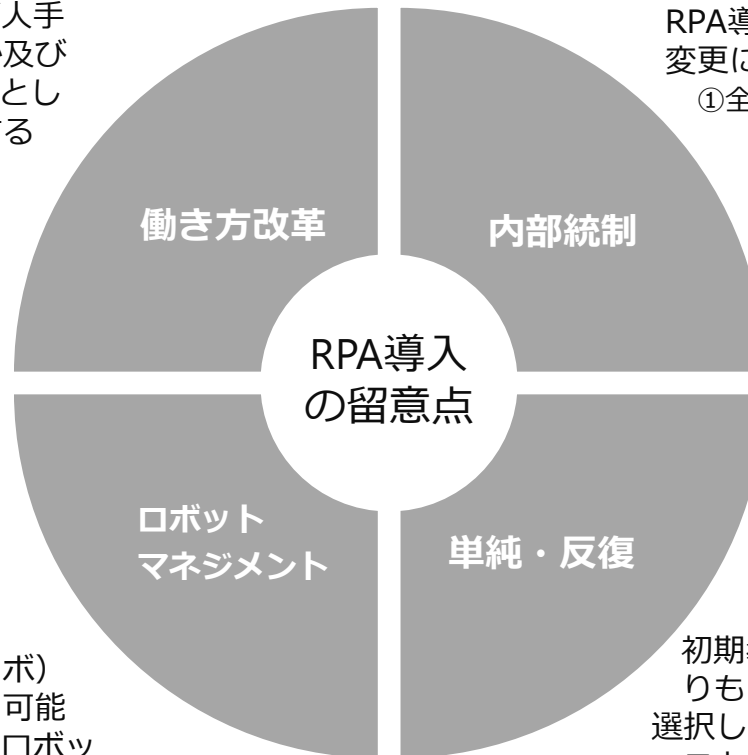 人手
及び
とし
る
RPA導
変更に
①全
働き方改革
内部統制
RPA導入
の留意点
ロボット
マネジメント
単純・反復
ボ）
可能
ロボッ
初期
りも
選択し